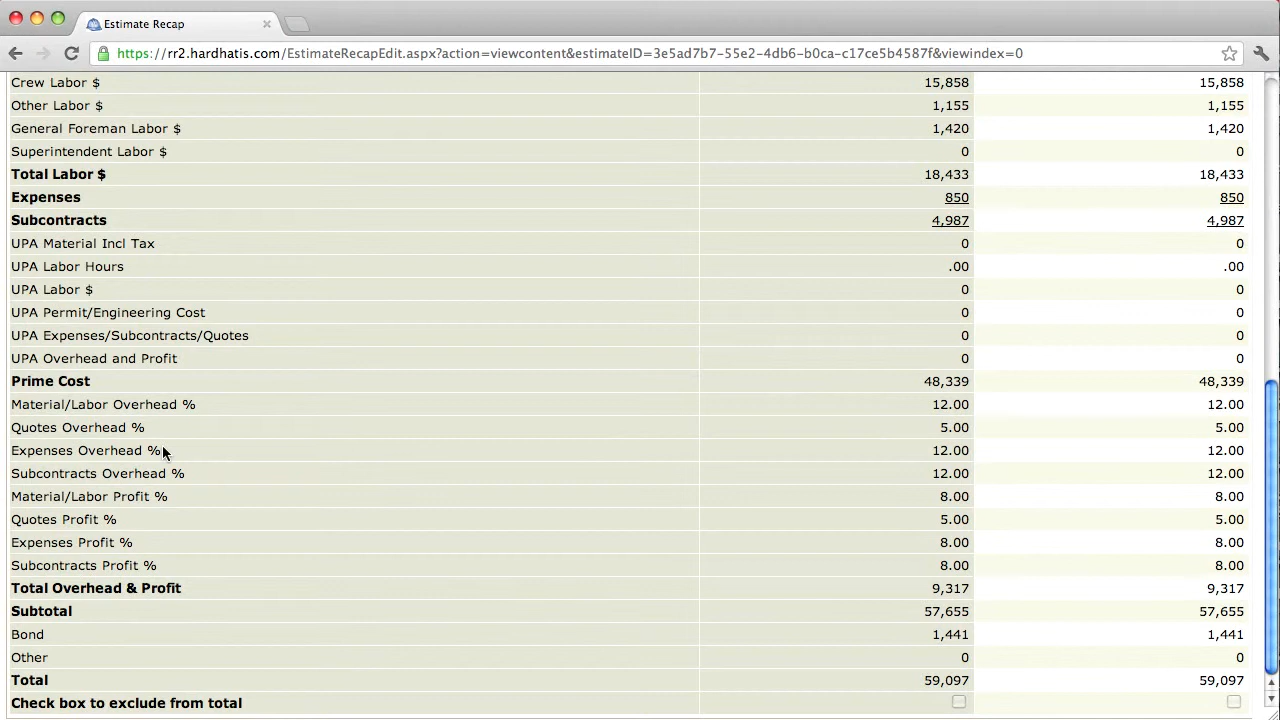 Estimate Recap
https://rr2.hardhatis.com/EstimateRecapEdit.aspx?action=viewcontent&estimateID=3e5ad7b7-55e2-4db6-b0ca-c17ce5b4587f&viewindex=0
Crew Labor $ 15,858 15,858
Other Labor $ 1,155 1,155
General Foreman Labor $ 1,420 1,420
Superintendent Labor $ 0 0
Total Labor $ 18,433 18,433
Expenses 850 850
Subcontracts 4,987 4,987
UPA Material Incl Tax 0 0
UPA Labor Hours .00 .00
UPA Labor $ 0 0
UPA Permit/Engineering Cost 0 0
UPA Expenses/Subcontracts/Quotes 0 0
UPA Overhead and Profit 0 0
Prime Cost 48,339 48,339
Material/Labor Overhead % 12.00 12.00
Quotes Overhead % 5.00 5.00
Expenses Overhead % 12.00 12.00
Subcontracts Overhead % 12.00 12.00
Material/Labor Profit % 8.00 8.00
Quotes Profit % 5.00 5.00
Expenses Profit % 8.00 8.00
Subcontracts Profit % 8.00 8.00
Total Overhead & Profit 9,317 9,317
Subtotal 57,655 57,655
Bond 1,441 1,441
Other 0 0
Total 59,097 59,097
Check box to exclude from total